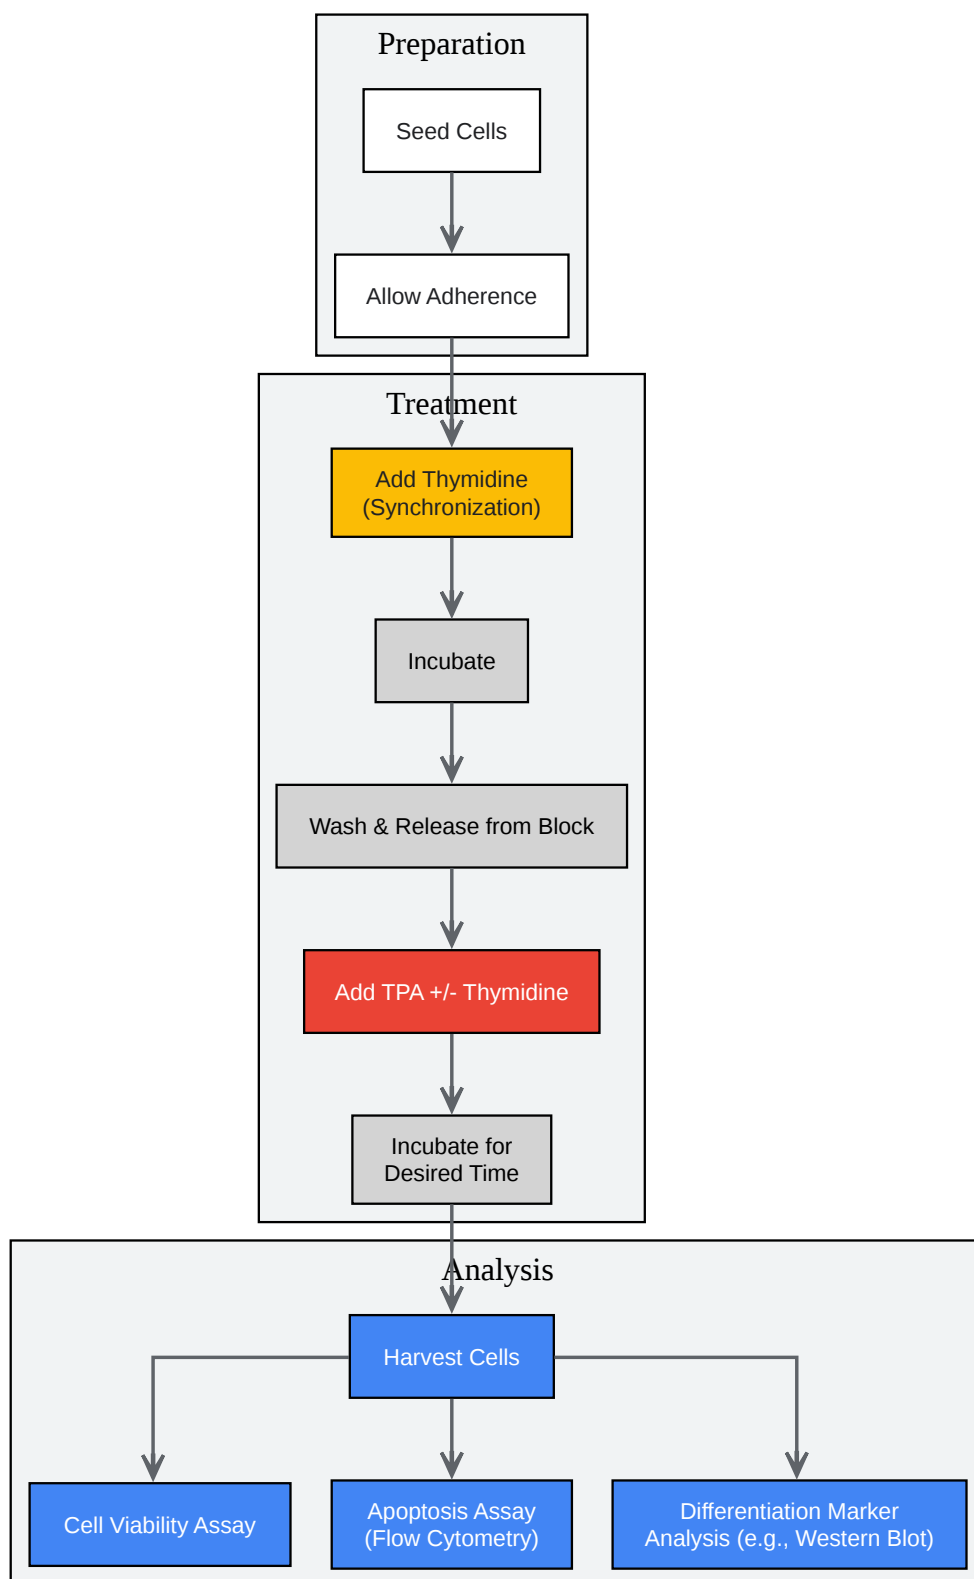 Preparation
Seed Cells
Allow Adherence
Treatment
Add Thymidine
(Synchronization)
Incubate
Wash & Release from Block
Add TPA +/- Thymidine
Incubate for
Desired Time
Analysis
Harvest Cells
Cell Viability Assay
Apoptosis Assay
(Flow Cytometry)
Differentiation Marker
Analysis (e.g., Western Blot)